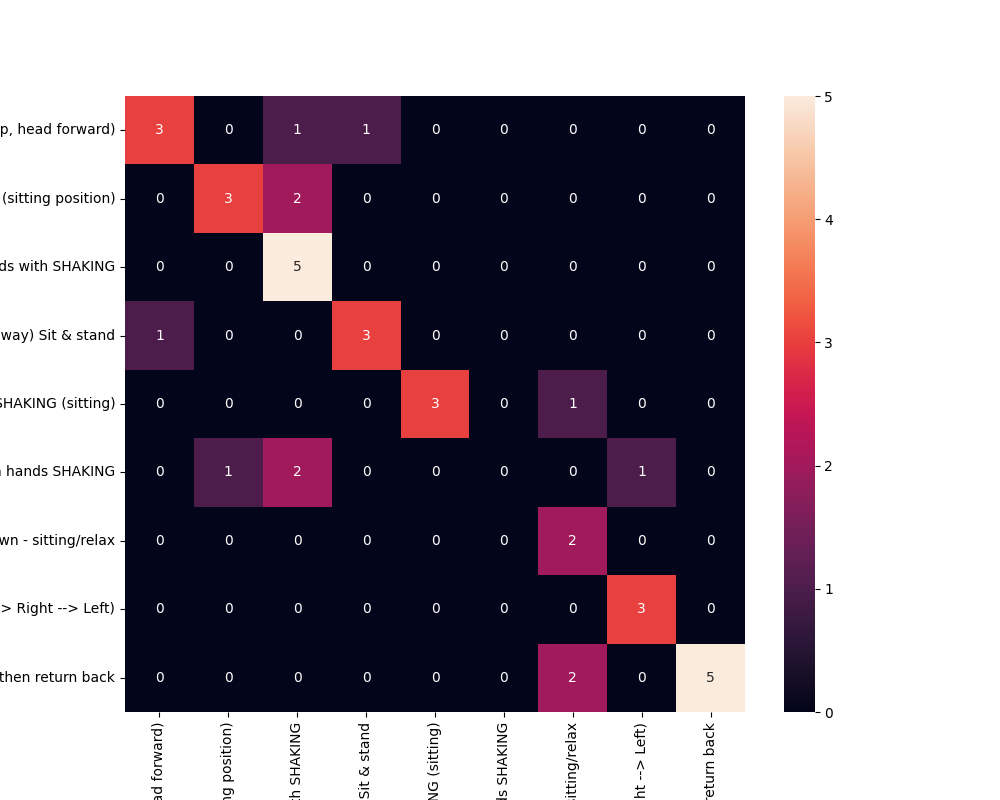 p, head forward) 3 0 1 1 0 0 0 0 0
(sitting position) 0 3 2 0 0 0 0 0 0
ds with SHAKING 0 0 5 0 0 0 0 0 0
way) Sit & stand 1 0 0 3 0 0 0 0 0
SHAKING (sitting) 0 0 0 0 3 0 1 0 0
hands SHAKING 0 1 2 0 0 0 0 1 0
wn - sitting/relax 0 0 0 0 0 0 2 0 0
> Right --> Left) 0 0 0 0 0 0 0 3 0
then return back 0 0 0 0 0 0 2 0 5
ad forward)
ng position)
th SHAKING
Sit & stand
NG (sitting)
ds SHAKING
sitting/relax
ht --> Left)
return back
5
4
3
2
1
0